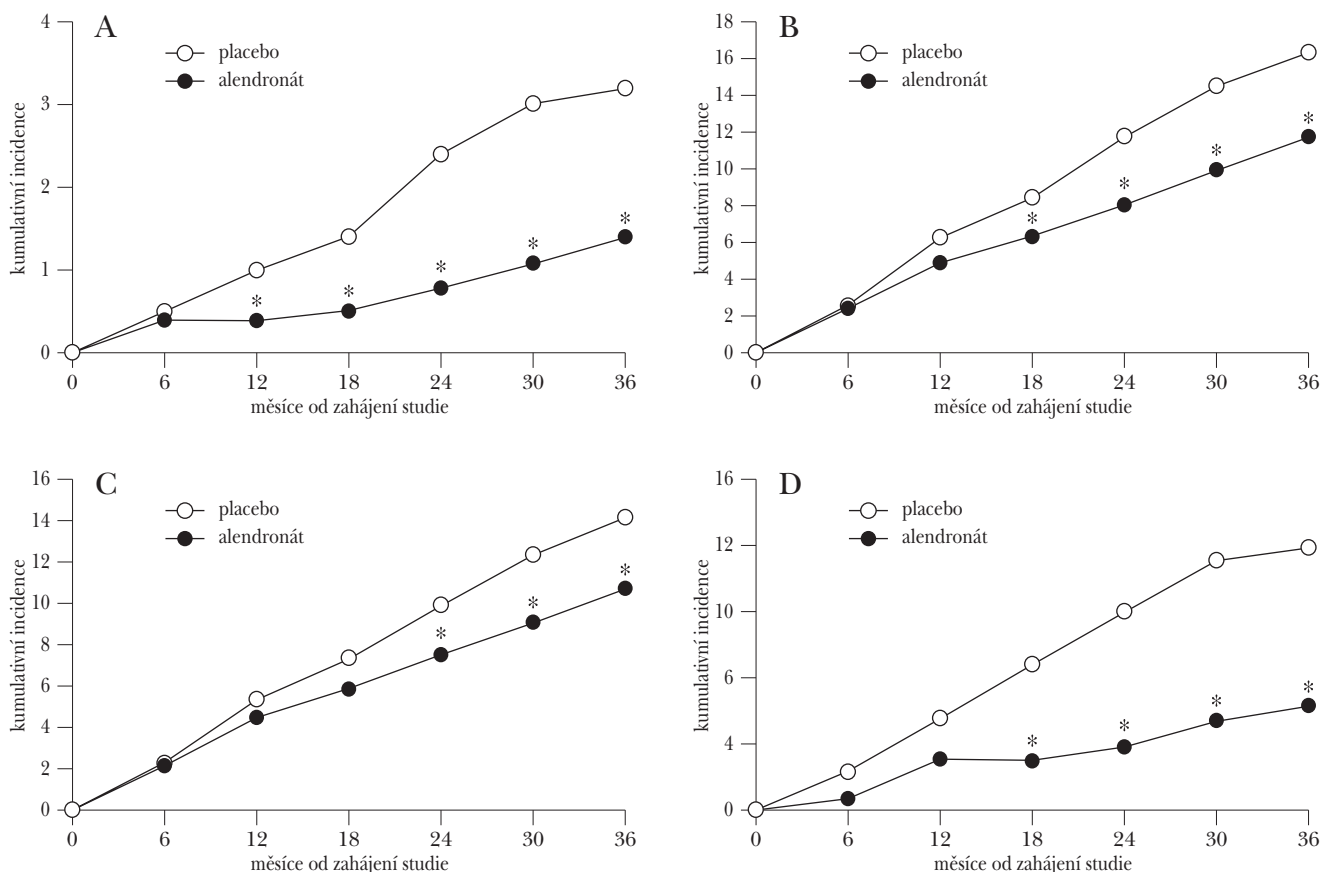 A
placebo
alendronát
kumulativní incidence
4
3
2
1
0
* * * * *
0 6 12 18 24 30 36
měsíce od zahájení studie
B
placebo
alendronát
kumulativní incidence
18
16
14
12
10
8
6
4
2
0
* * * *
0 6 12 18 24 30 36
měsíce od zahájení studie
C
placebo
alendronát
kumulativní incidence
16
14
12
10
8
6
4
2
0
* * *
0 6 12 18 24 30 36
měsíce od zahájení studie
D
placebo
alendronát
kumulativní incidence
16
12
10
6
4
0
* * * *
0 6 12 18 24 30 36
měsíce od zahájení studie